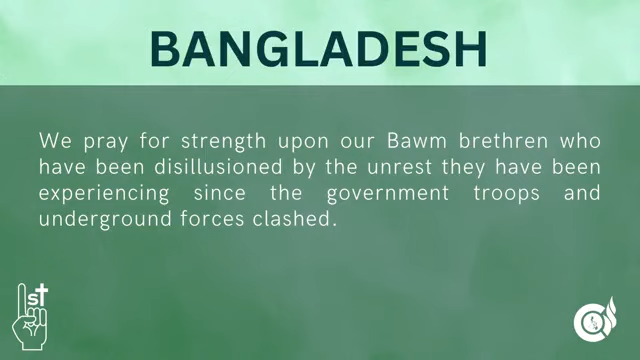 BANGLADESH
We pray for strength upon our Bawm brethren who
have been disillusioned by the unrest they have been
experiencing since the government troops and
underground forces clashed.
st